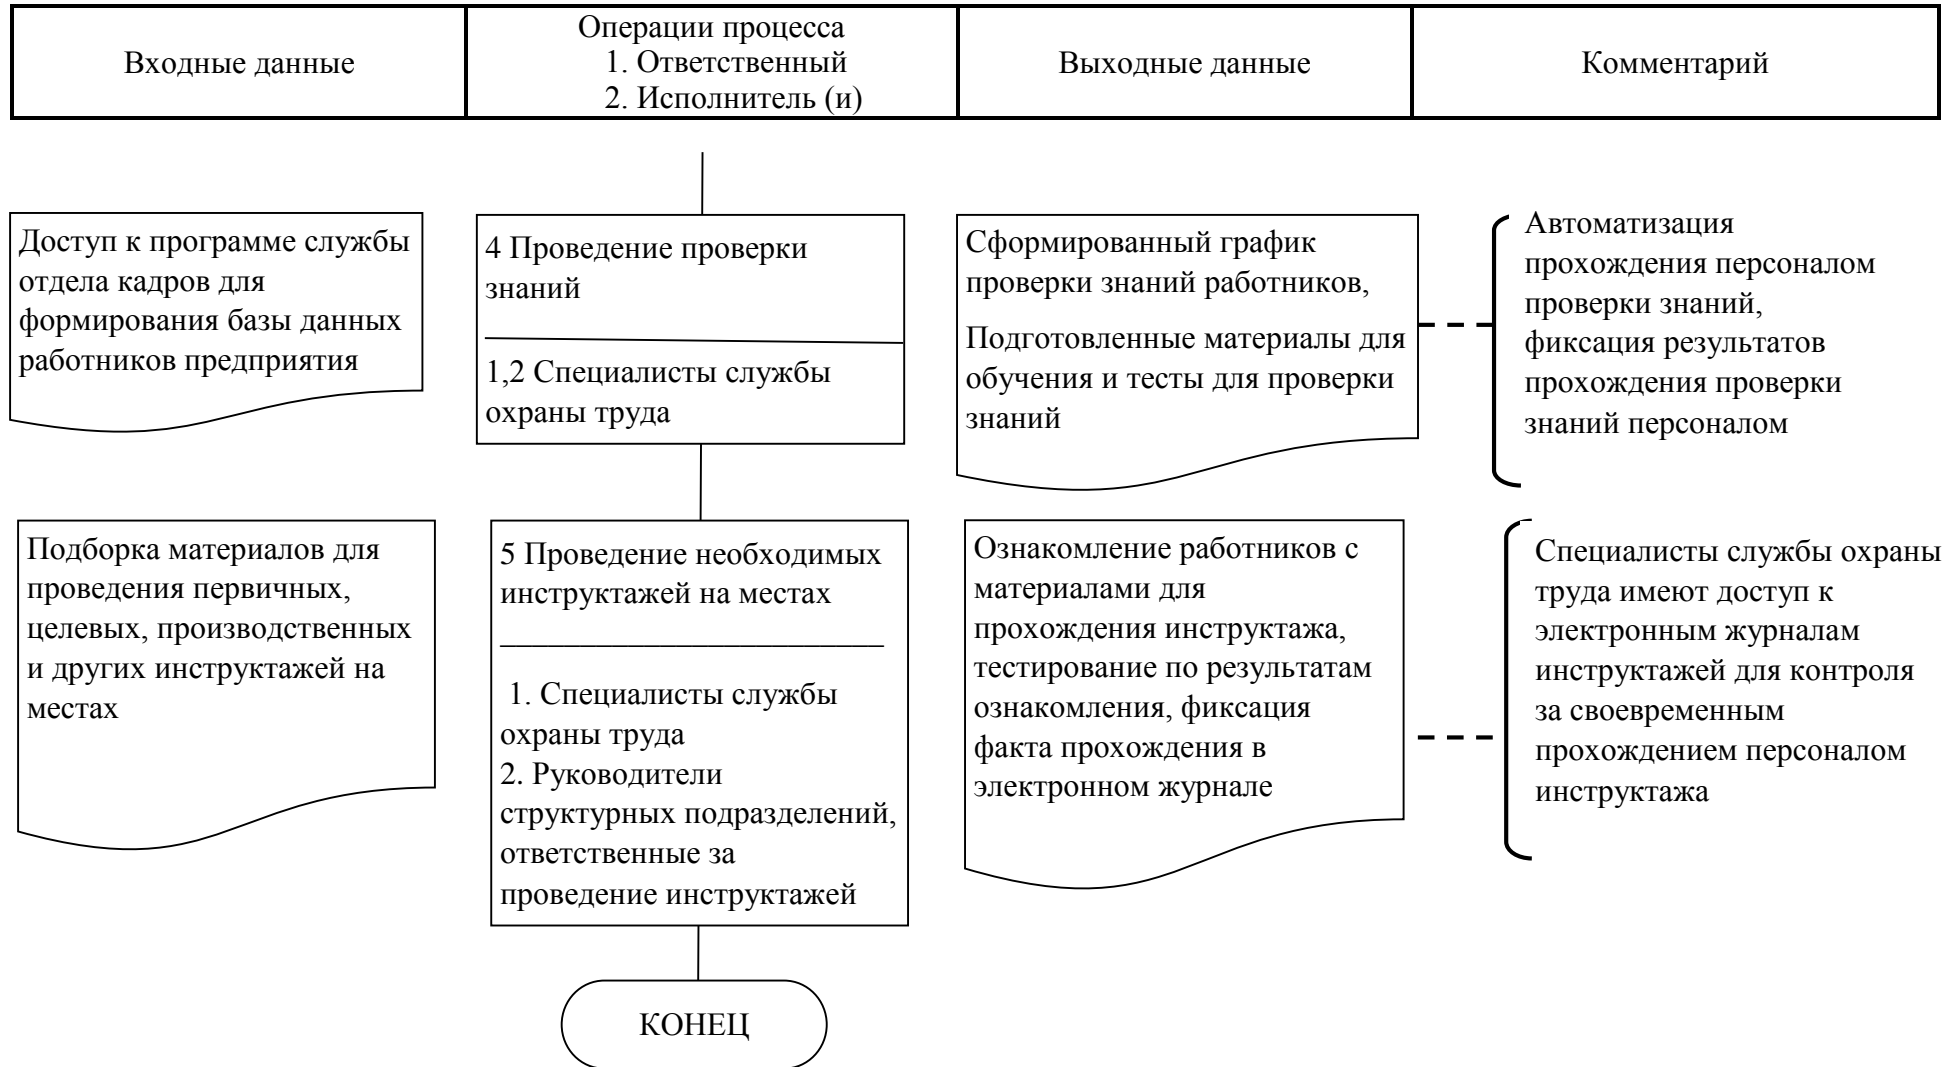 Входные данные
Операции процесса
1. Ответственный
2. Исполнитель (и)
Выходные данные
Комментарий
Доступ к программе службы
отдела кадров для
формирования базы данных
работников предприятия
4 Проведение проверки
знаний
1,2 Специалисты службы
охраны труда
Сформированный график
проверки знаний работников,
Подготовленные материалы для
обучения и тесты для проверки
знаний
Автоматизация
прохождения персоналом
проверки знаний,
фиксация результатов
прохождения проверки
знаний персоналом
Подборка материалов для
проведения первичных,
целевых, производственных
и других инструктажей на
местах
5 Проведение необходимых
инструктажей на местах
1. Специалисты службы
охраны труда
2. Руководители
структурных подразделений,
ответственные за
проведение инструктажей
Ознакомление работников с
материалами для
прохождения инструктажа,
тестирование по результатам
ознакомления, фиксация
факта прохождения в
электронном журнале
Специалисты службы охраны
труда имеют доступ к
электронным журналам
инструктажей для контроля
за своевременным
прохождением персоналом
инструктажа
КОНЕЦ